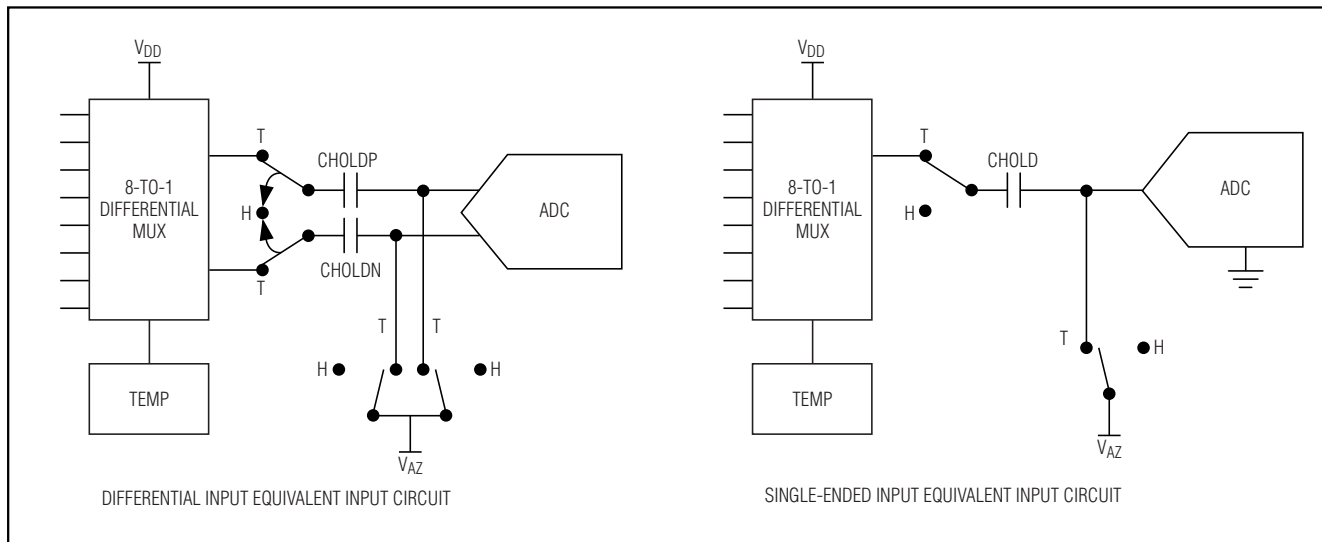 VDD
8-TO-1
DIFFERENTIAL
MUX
TEMP
T
H
T
CHOLDP
CHOLDN
ADC
T
T
H
H
VAZ
DIFFERENTIAL INPUT EQUIVALENT INPUT CIRCUIT
VDD
8-TO-1
DIFFERENTIAL
MUX
TEMP
T
H
CHOLD
ADC
T
H
VAZ
SINGLE-ENDED INPUT EQUIVALENT INPUT CIRCUIT